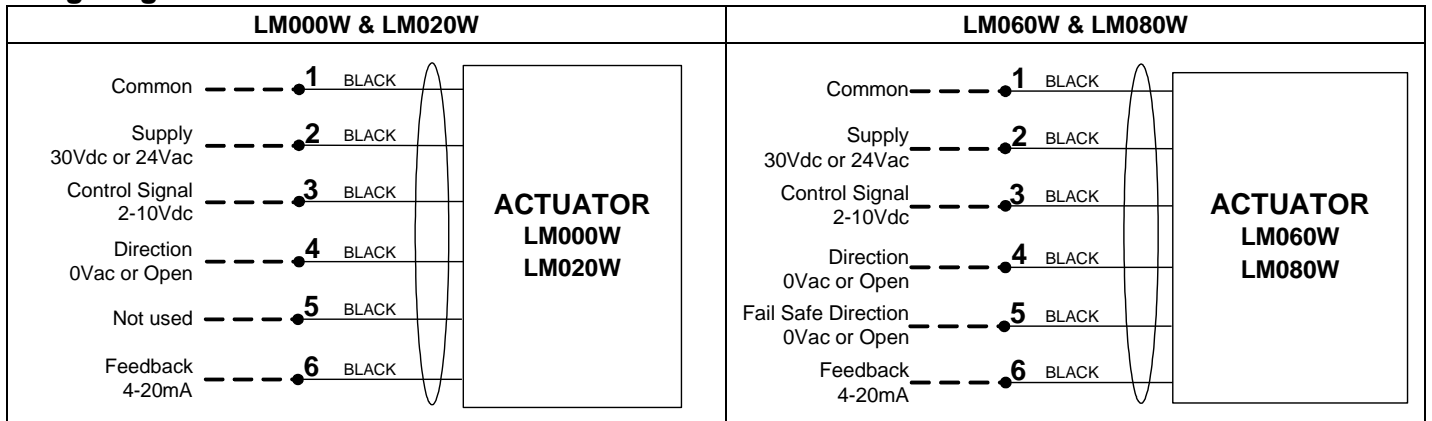 LM000W & LM020W
Common
1 BLACK
Supply
30Vdc or 24Vac
2 BLACK
Control Signal
2-10Vdc
3 BLACK
Direction
0Vac or Open
4 BLACK
Not used
5 BLACK
Feedback
4-20mA
6 BLACK
ACTUATOR
LM000W
LM020W
LM060W & LM080W
Common
1 BLACK
Supply
30Vdc or 24Vac
2 BLACK
Control Signal
2-10Vdc
3 BLACK
Direction
0Vac or Open
4 BLACK
Fail Safe Direction
0Vac or Open
5 BLACK
Feedback
4-20mA
6 BLACK
ACTUATOR
LM060W
LM080W